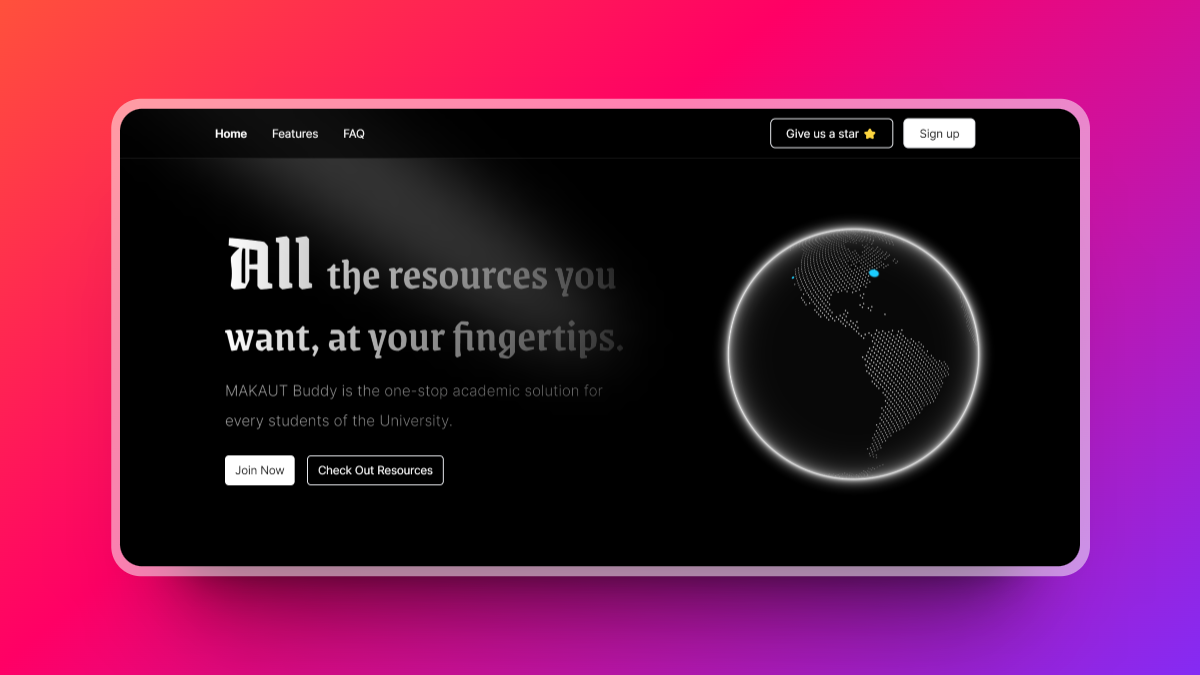 Home Features FAQ Give us a star ⭐ Sign up
All the resources you
want, at your fingertips.
MAKAUT Buddy is the one-stop academic solution for
every students of the University.
Join Now Check Out Resources